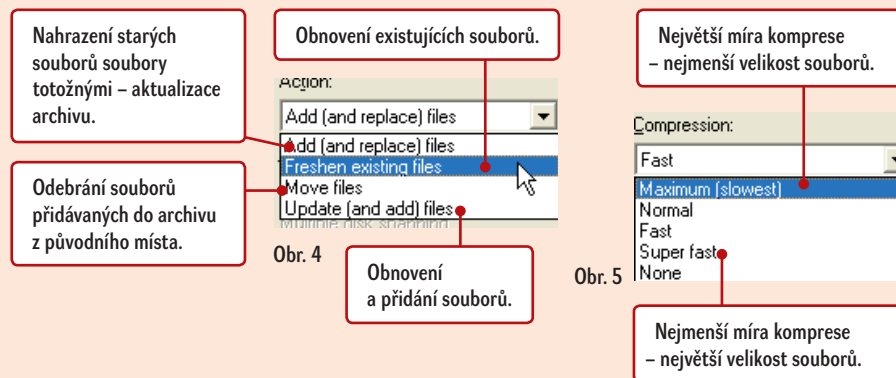 Nahrazení starých
souborů soubory
totožnými – aktualizace
archivu.
Obnovení existujících souborů.
Největší míra komprese
– nejmenší velikost souborů.
Action:
Add (and replace) files
Add (and replace) files
Freshen existing files
Move files
Update (and add) files
Multiple disk spanning
Odebrání souborů
přidávaných do archivu
z původního místa.
Obr. 4
Obnovení
a přidání souborů.
Compression:
Fast
Maximum (slowest)
Normal
Fast
Super fast
None
Obr. 5
Nejmenší míra komprese
– největší velikost souborů.